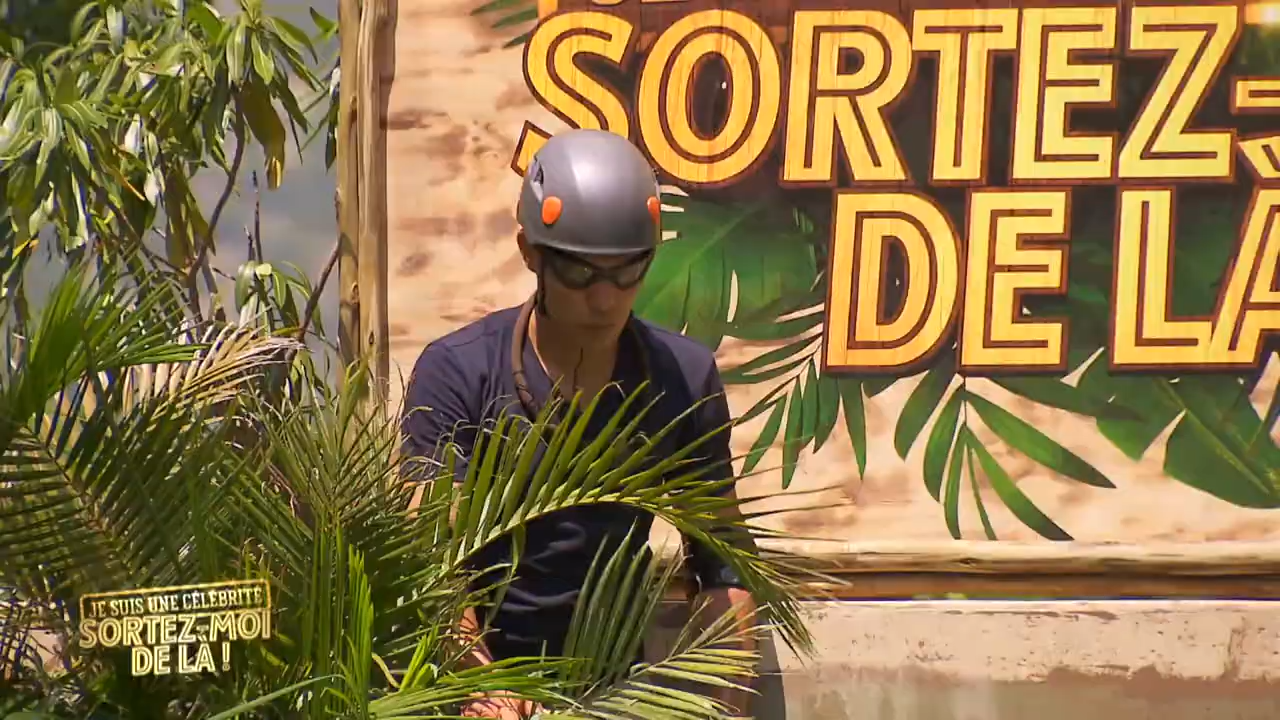 SORTEZ-
DE LA
JE SUIS UNE CÉLÉBRITÉ
SORTEZ-MOI
DE LÀ !